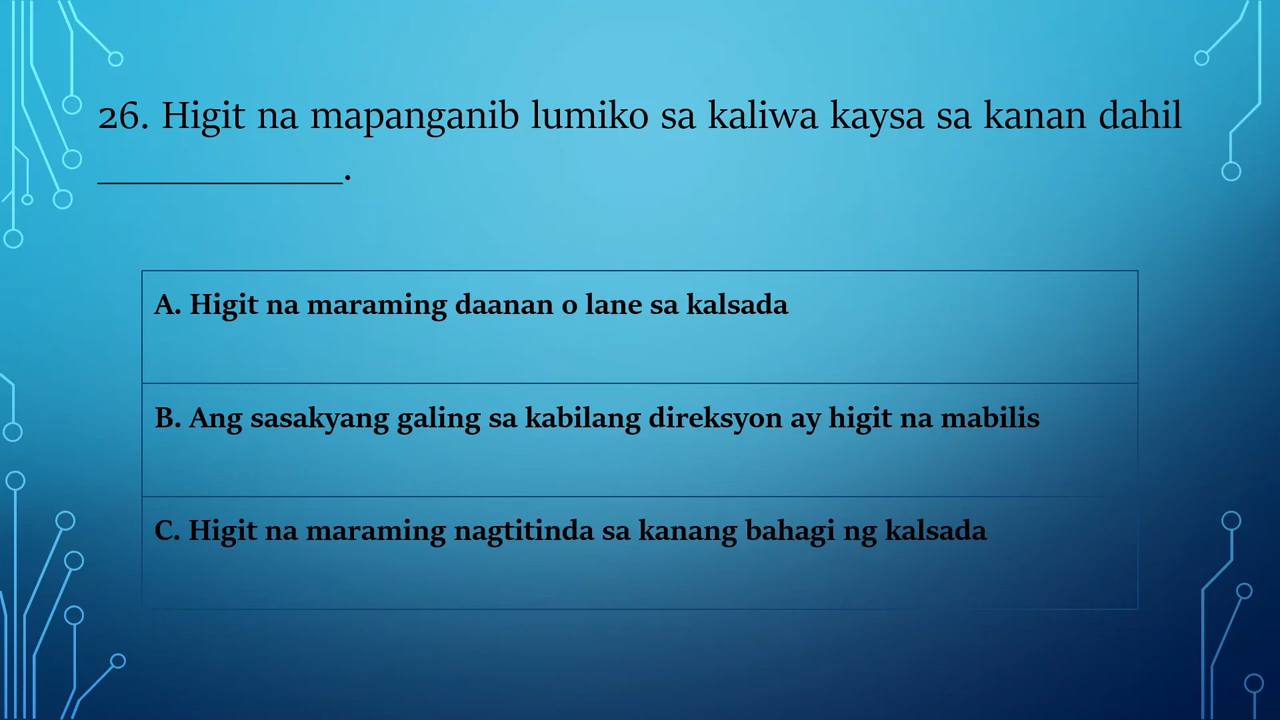 26. Higit na mapanganib lumiko sa kaliwa kaysa sa kanan dahil
______________.
A. Higit na maraming daanan o lane sa kalsada
B. Ang sasakyang galing sa kabilang direksyon ay higit na mabilis
C. Higit na maraming nagtitinda sa kanang bahagi ng kalsada